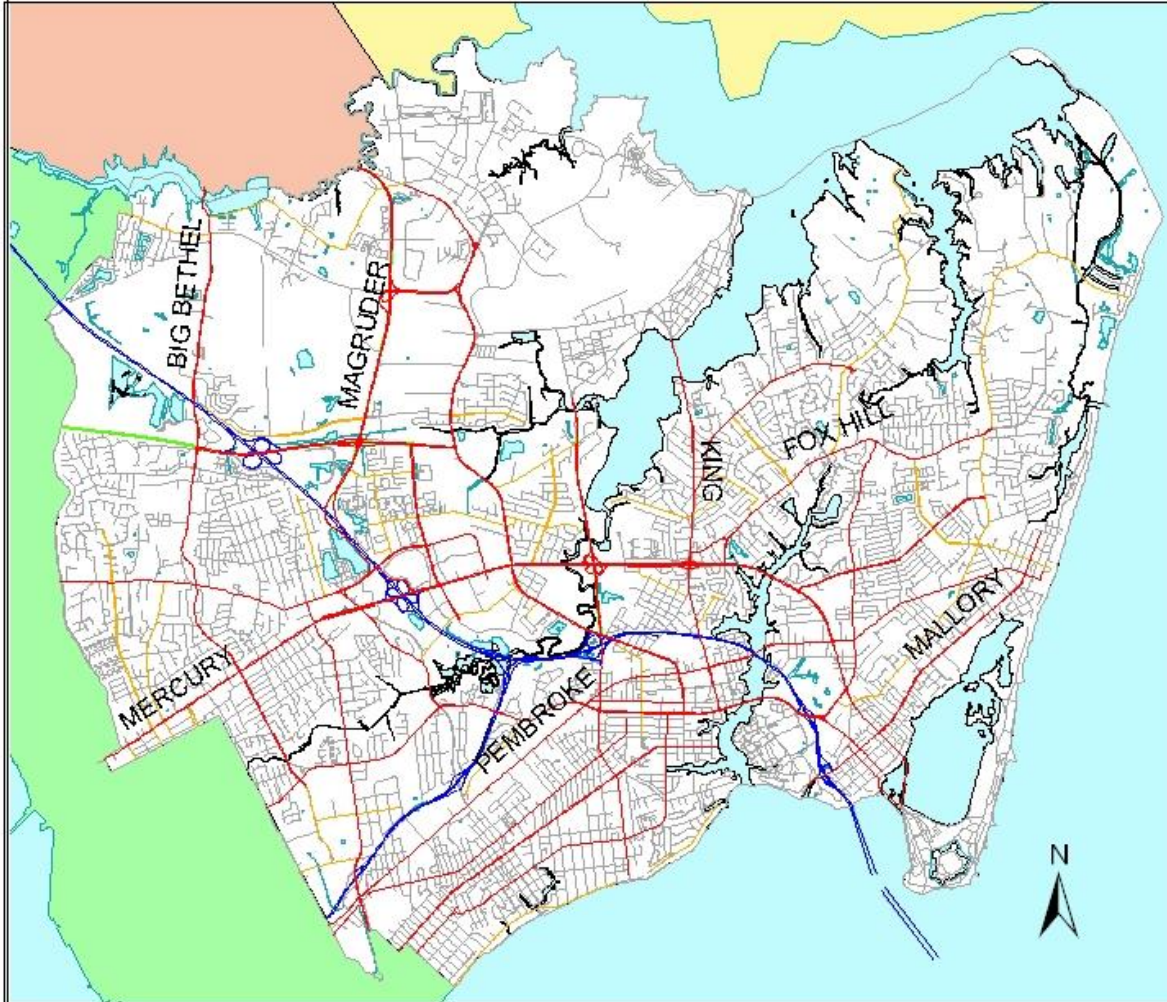 BIG BETHEL
MAGRUDER
KING
FOX HILL
MERCURY
PEMBROKE
MALLORY
N